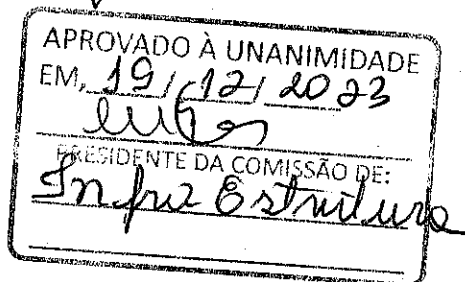 APROVADO À UNANIMIDADE
EM, 19/12/2023
PRESIDENTE DA COMISSÃO DE:
Infra Estrutura